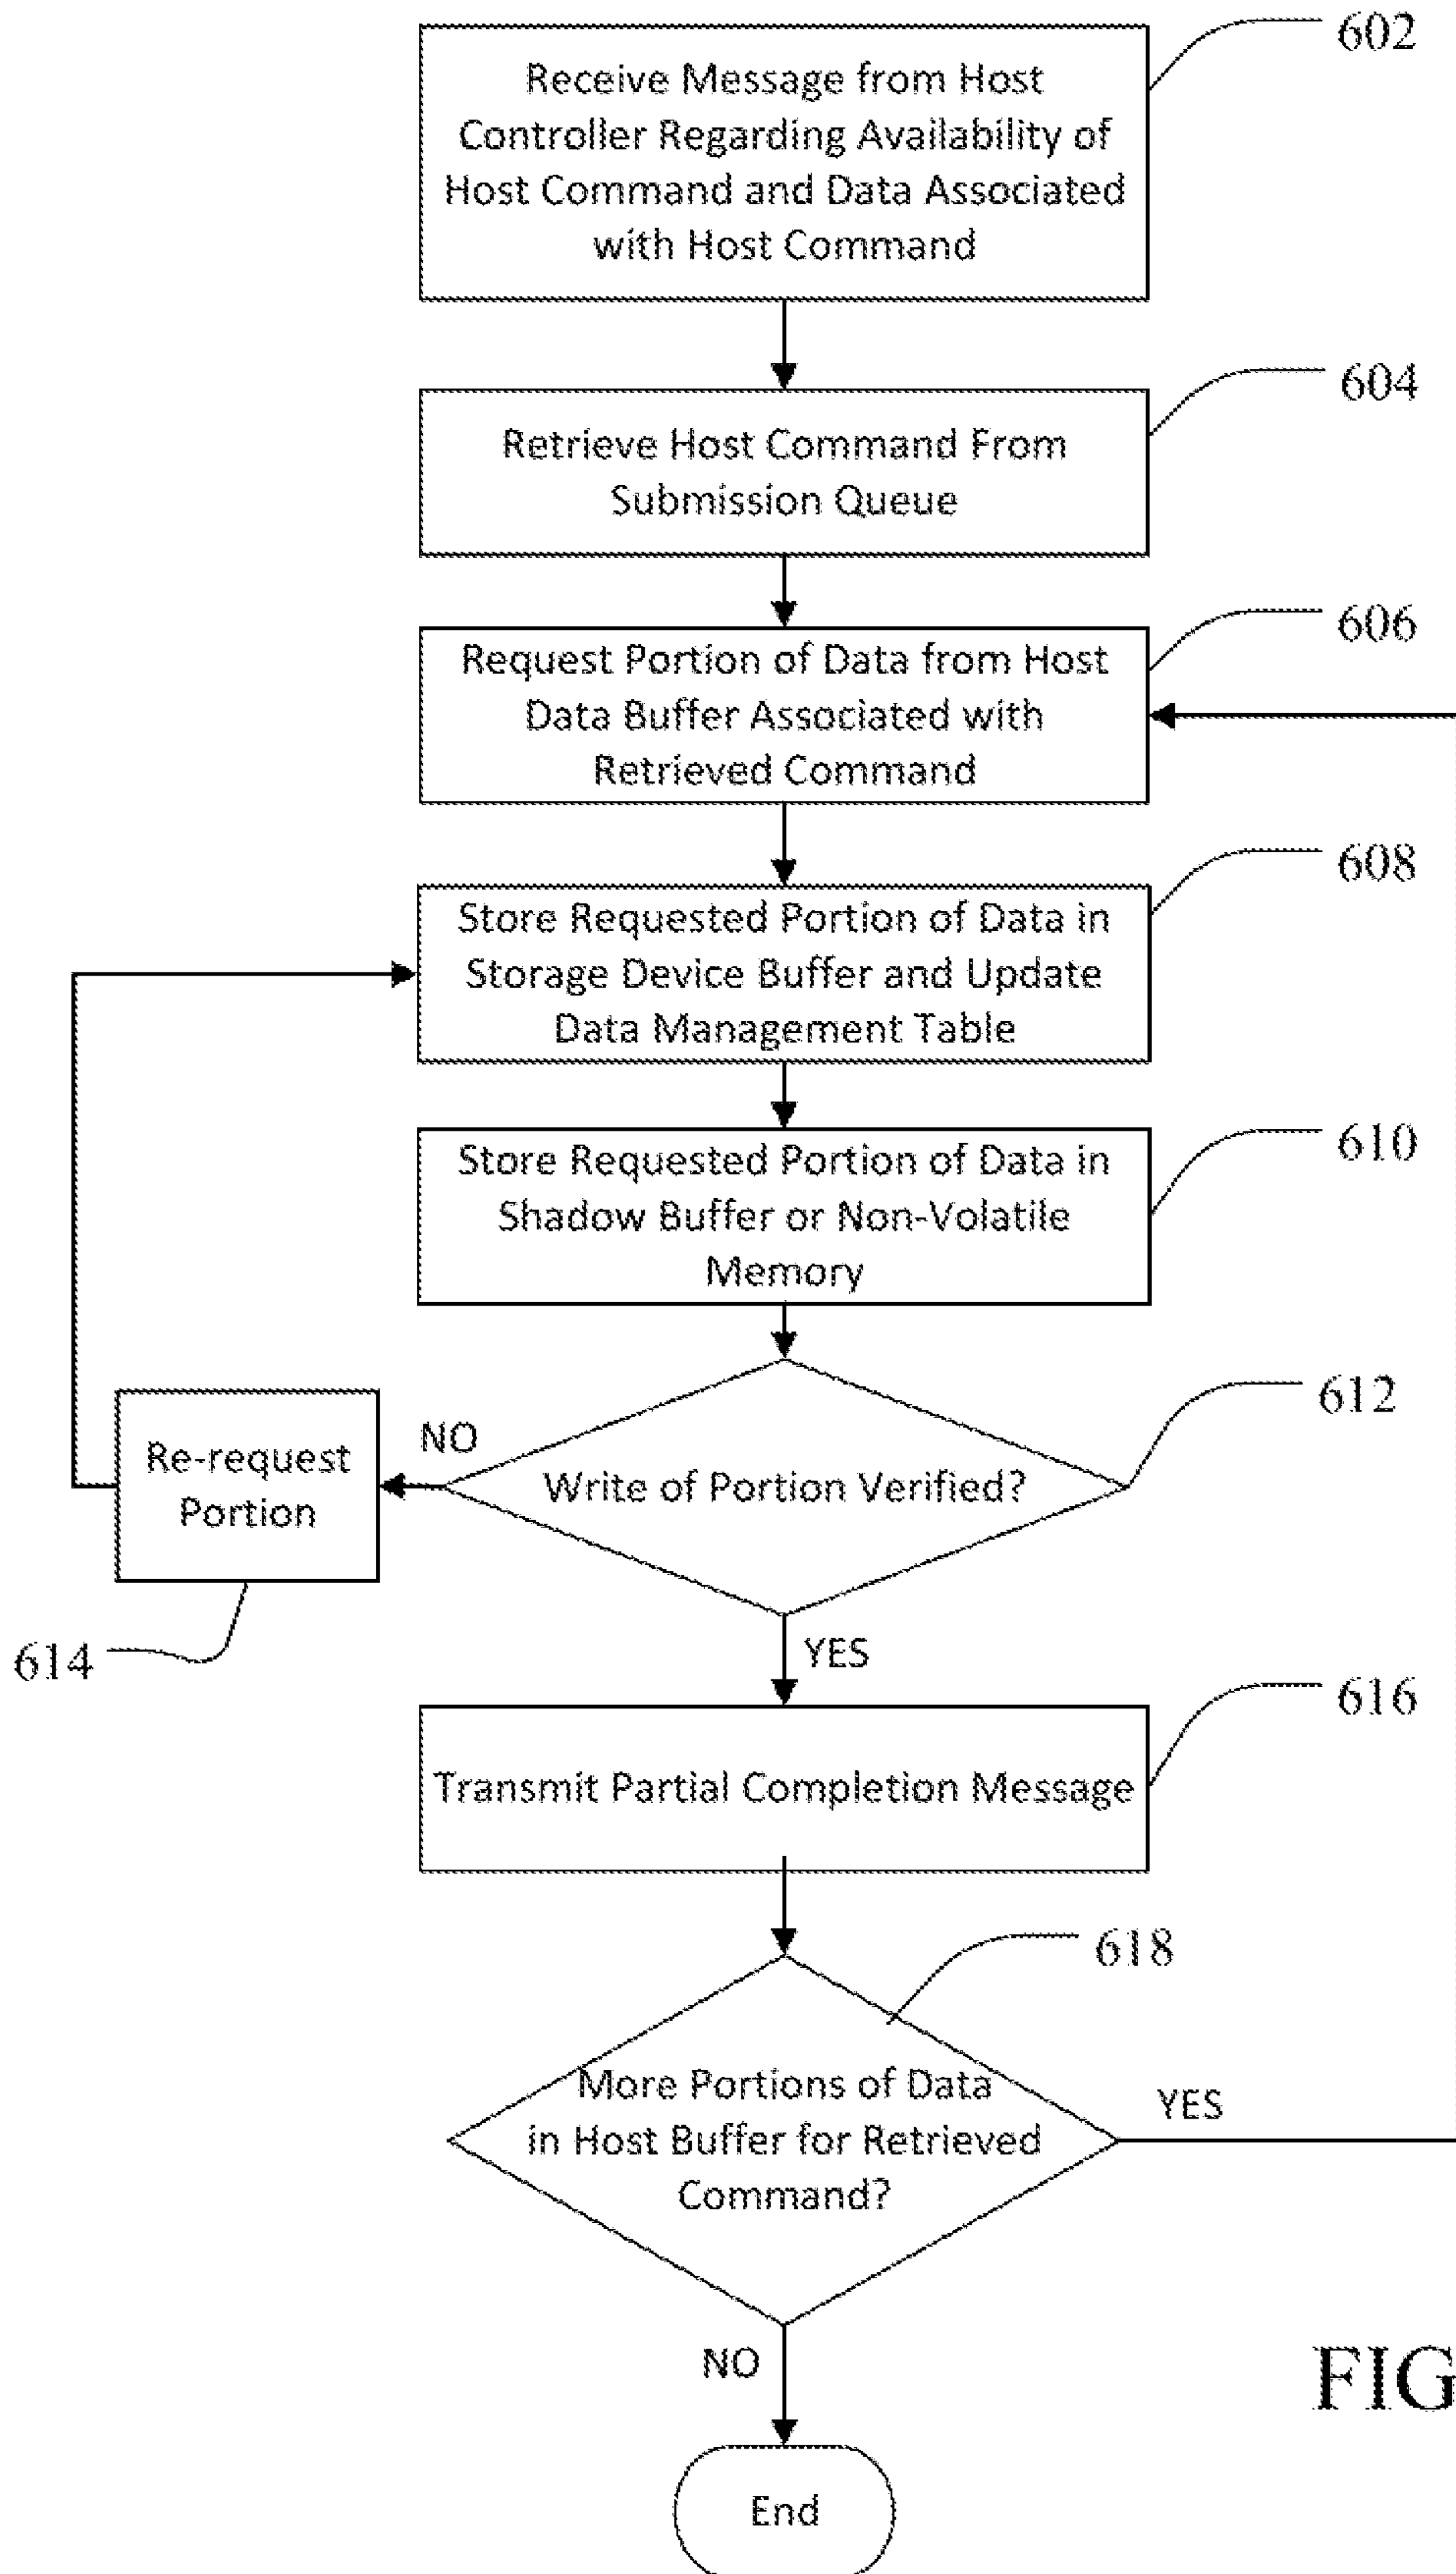 602
Receive Message from Host
Controller Regarding Availability of
Host Command and Data Associated
with Host Command
604
Retrieve Host Command From
Submission Queue
606
Request Portion of Data from Host
Data Buffer Associated with
Retrieved Command
608
Store Requested Portion of Data in
Storage Device Buffer and Update
Data Management Table
610
Store Requested Portion of Data in
Shadow Buffer or Non-Volatile
Memory
612
NO
Write of Portion Verified?
Re-request
Portion
614
YES
616
Transmit Partial Completion Message
618
More Portions of Data
in Host Buffer for Retrieved
Command?
YES
NO
FIG
End